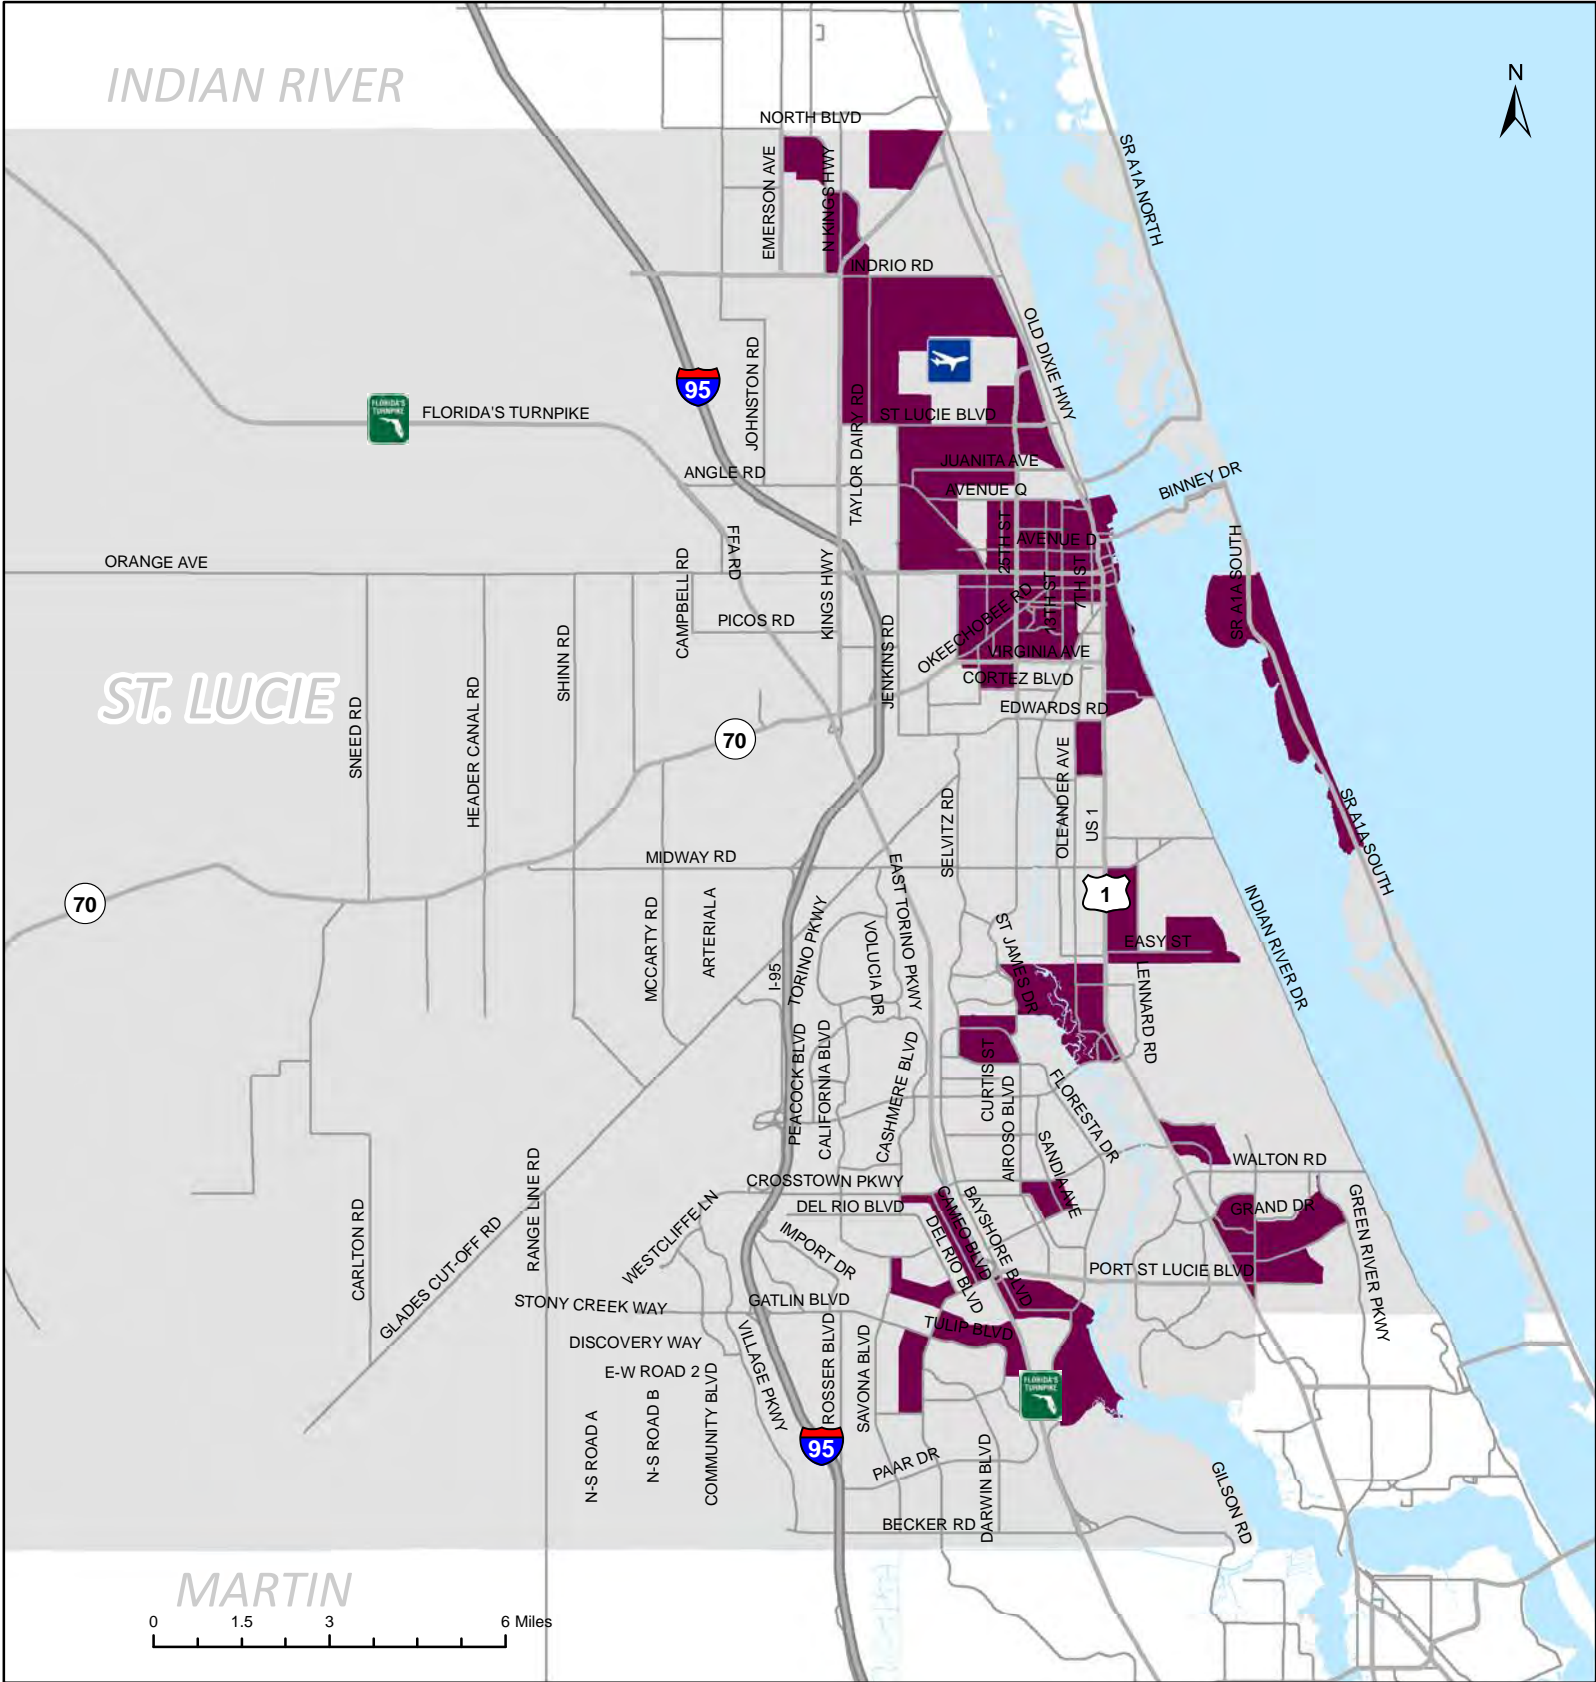 INDIAN RIVER
N
NORTH BLVD
SR A1A NORTH
EMERSON AVE
N KINGS HWY
INDRIO RD
OLD DIXIE HWY
JOHNSTON RD
95
FLORIDA'S TURNPIKE
FLORIDA'S TURNPIKE
TAYLOR DAIRY RD
ST LUCIE BLVD
ANGLE RD
JUANITA AVE
BINNEY DR
AVENUE Q
ORANGE AVE
FFA RD
CAMPBELL RD
KINGS HWY
25TH ST
AVENUE D
SR A1A SOUTH
13TH ST
7TH ST
PICOS RD
SHINN RD
JENKINS RD
OKEECHOBEE RD
VIRGINIA AVE
CORTEZ BLVD
EDWARDS RD
ST. LUCIE
SNEED RD
HEADER CANAL RD
70
OLEANDER AVE
US 1
SELVITZ RD
SR A1A SOUTH
MIDWAY RD
70
1
MCCARTY RD
ARTERIAL A
I-95
TORINO PKWY
VOLUCIA DR
EAST TORINO PKWY
ST JAMES DR
EASY ST
LENNARD RD
INDIAN RIVER DR
PEACOCK BLVD
CALIFORNIA BLVD
CASHMERE BLVD
CURTIS ST
AIROSO BLVD
FLORESTA DR
SANDIA AVE
WALTON RD
CROSSTOWN PKWY
DEL RIO BLVD
CAMEO BLVD
BAYSHORE BLVD
DEL RIO BLVD
GRAND DR
GREEN RIVER PKWY
CARLTON RD
GLADES CUT-OFF RD
RANGE LINE RD
WESTCLIFFE LN
IMPORT DR
PORT ST LUCIE BLVD
STONY CREEK WAY
GATLIN BLVD
TULIP BLVD
DISCOVERY WAY
E-W ROAD 2
VILLAGE PKWY
ROSSER BLVD
SAVONA BLVD
FLORIDA'S TURNPIKE
N-S ROAD A
N-S ROAD B
COMMUNITY BLVD
95
PAAR DR
DARWIN BLVD
GILSON RD
BECKER RD
MARTIN
0 1.5 3 6 Miles